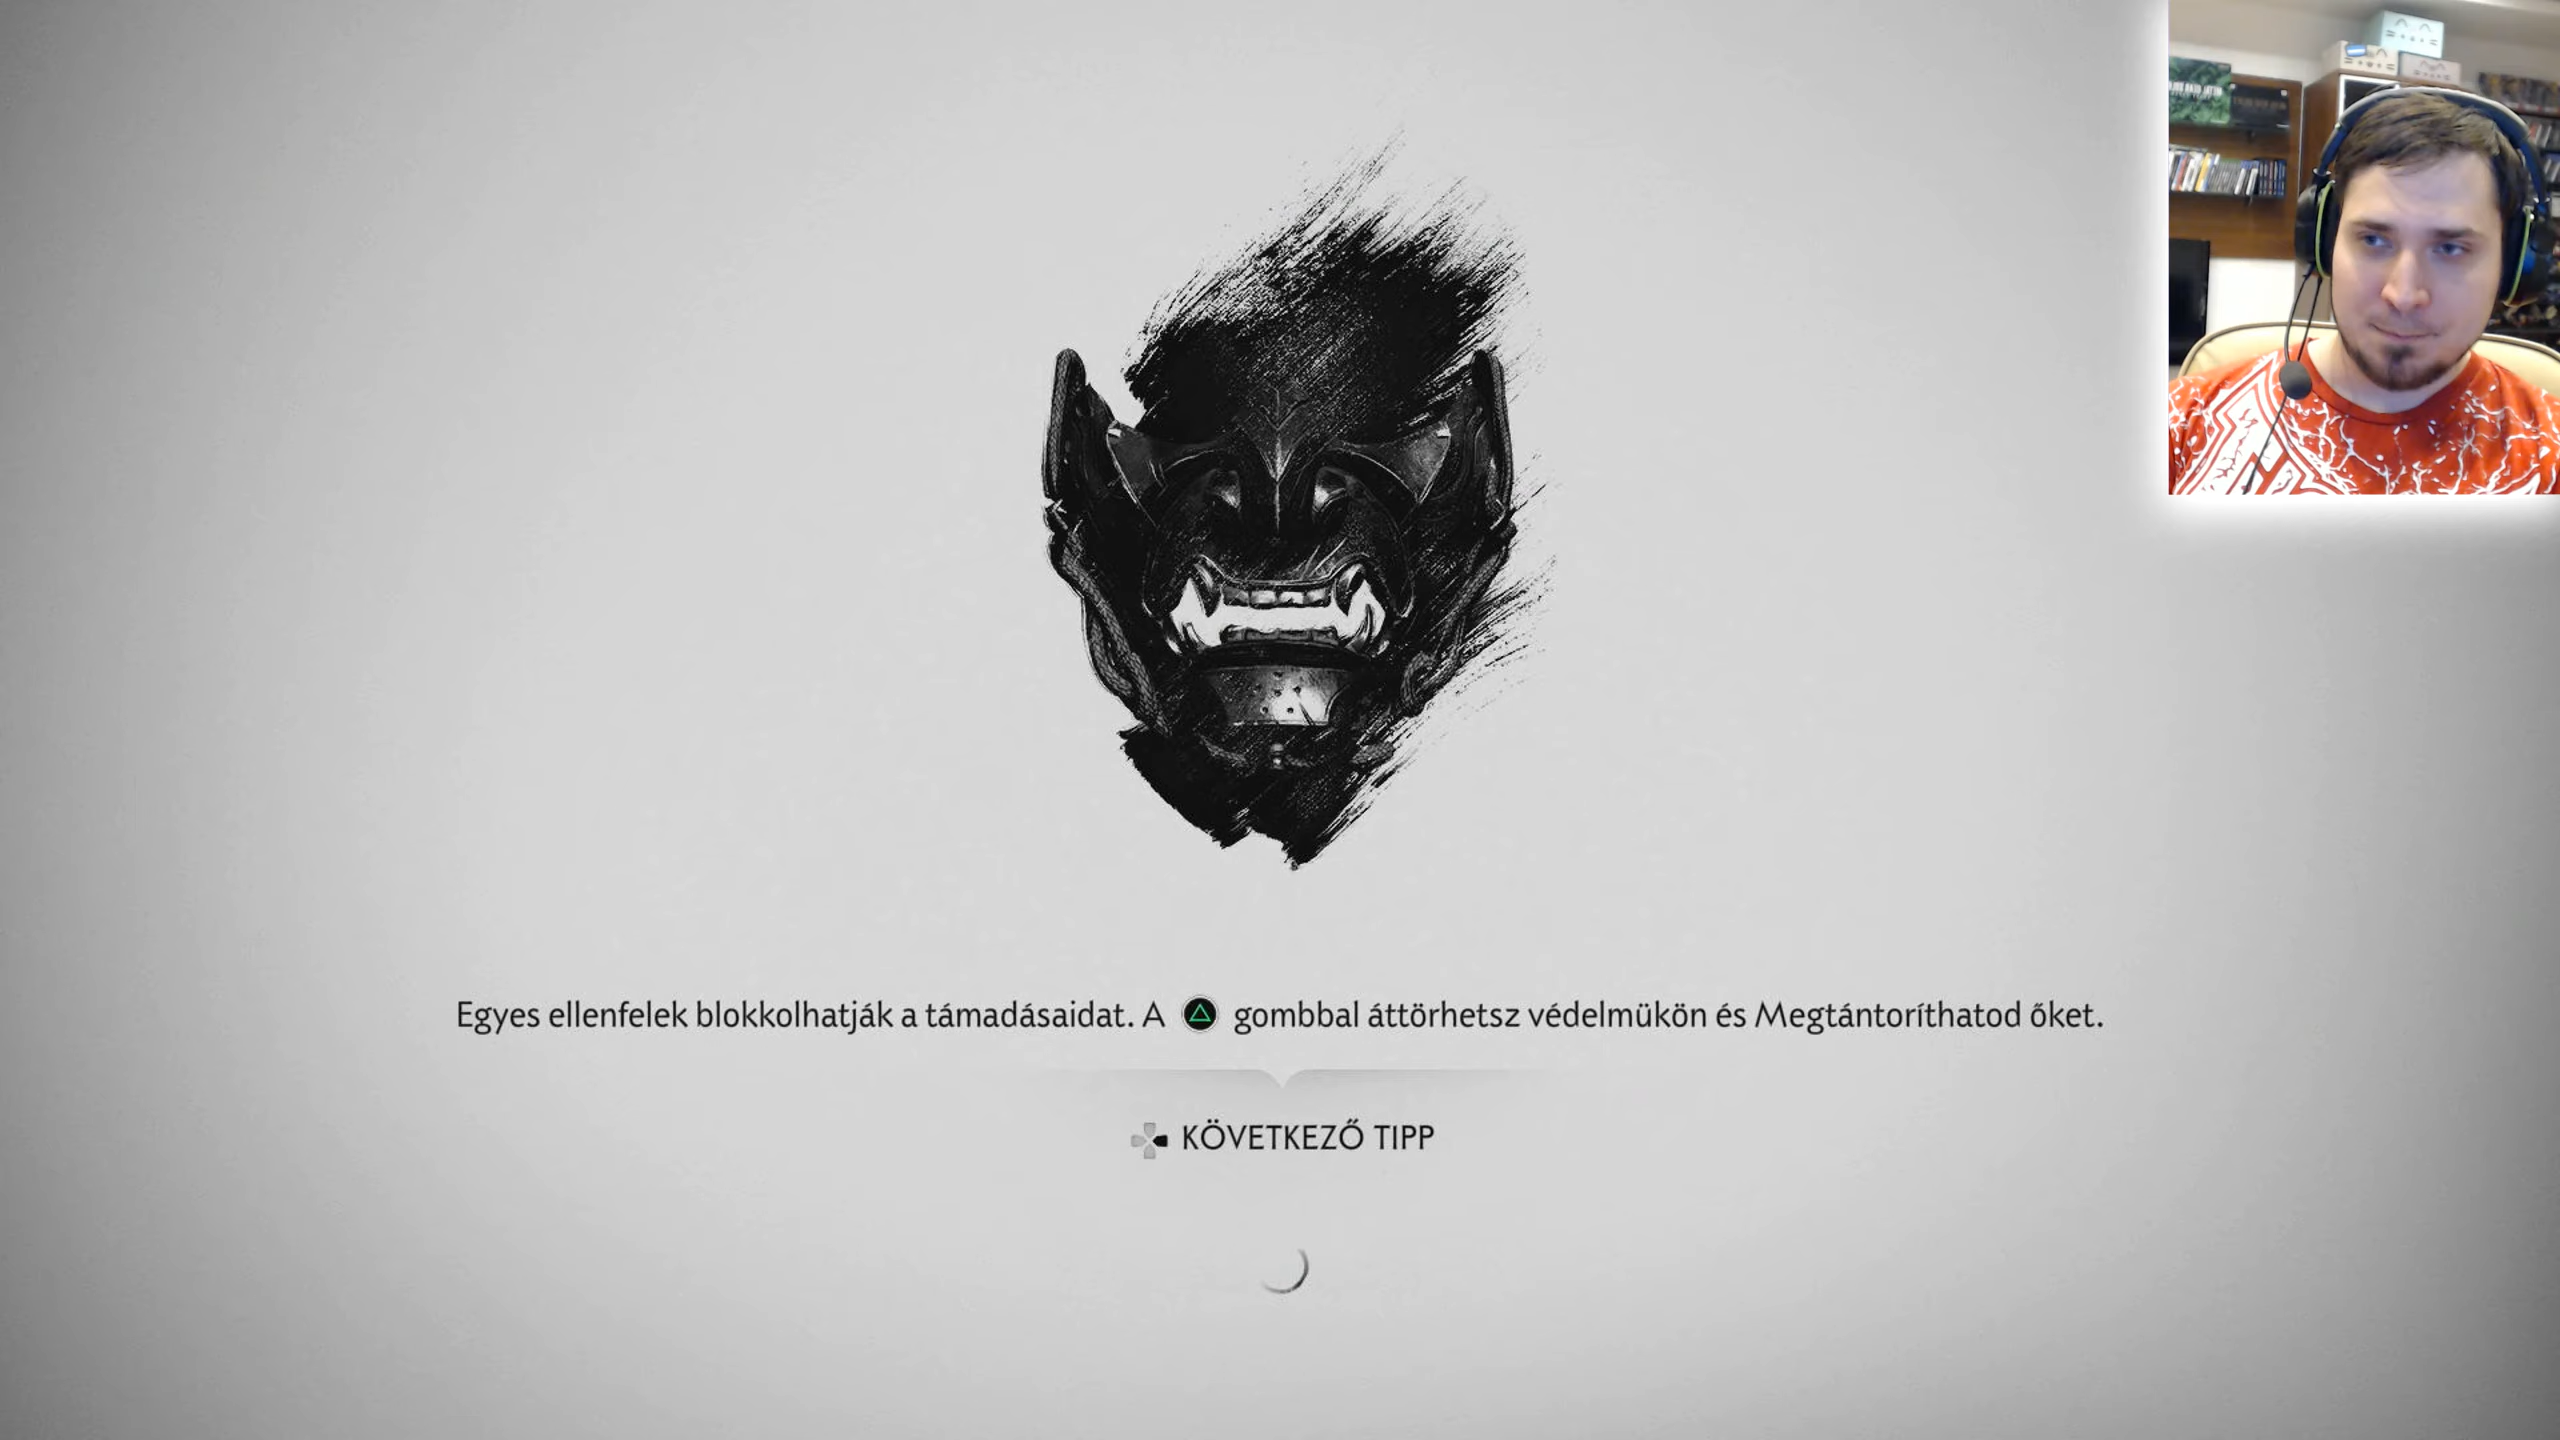 Egyes ellenfelek blokkolhatják a támadásaidat. A gombbal áttörhetsz védelmükön és Megtántoríthatod őket.
KÖVETKEZŐ TIPP